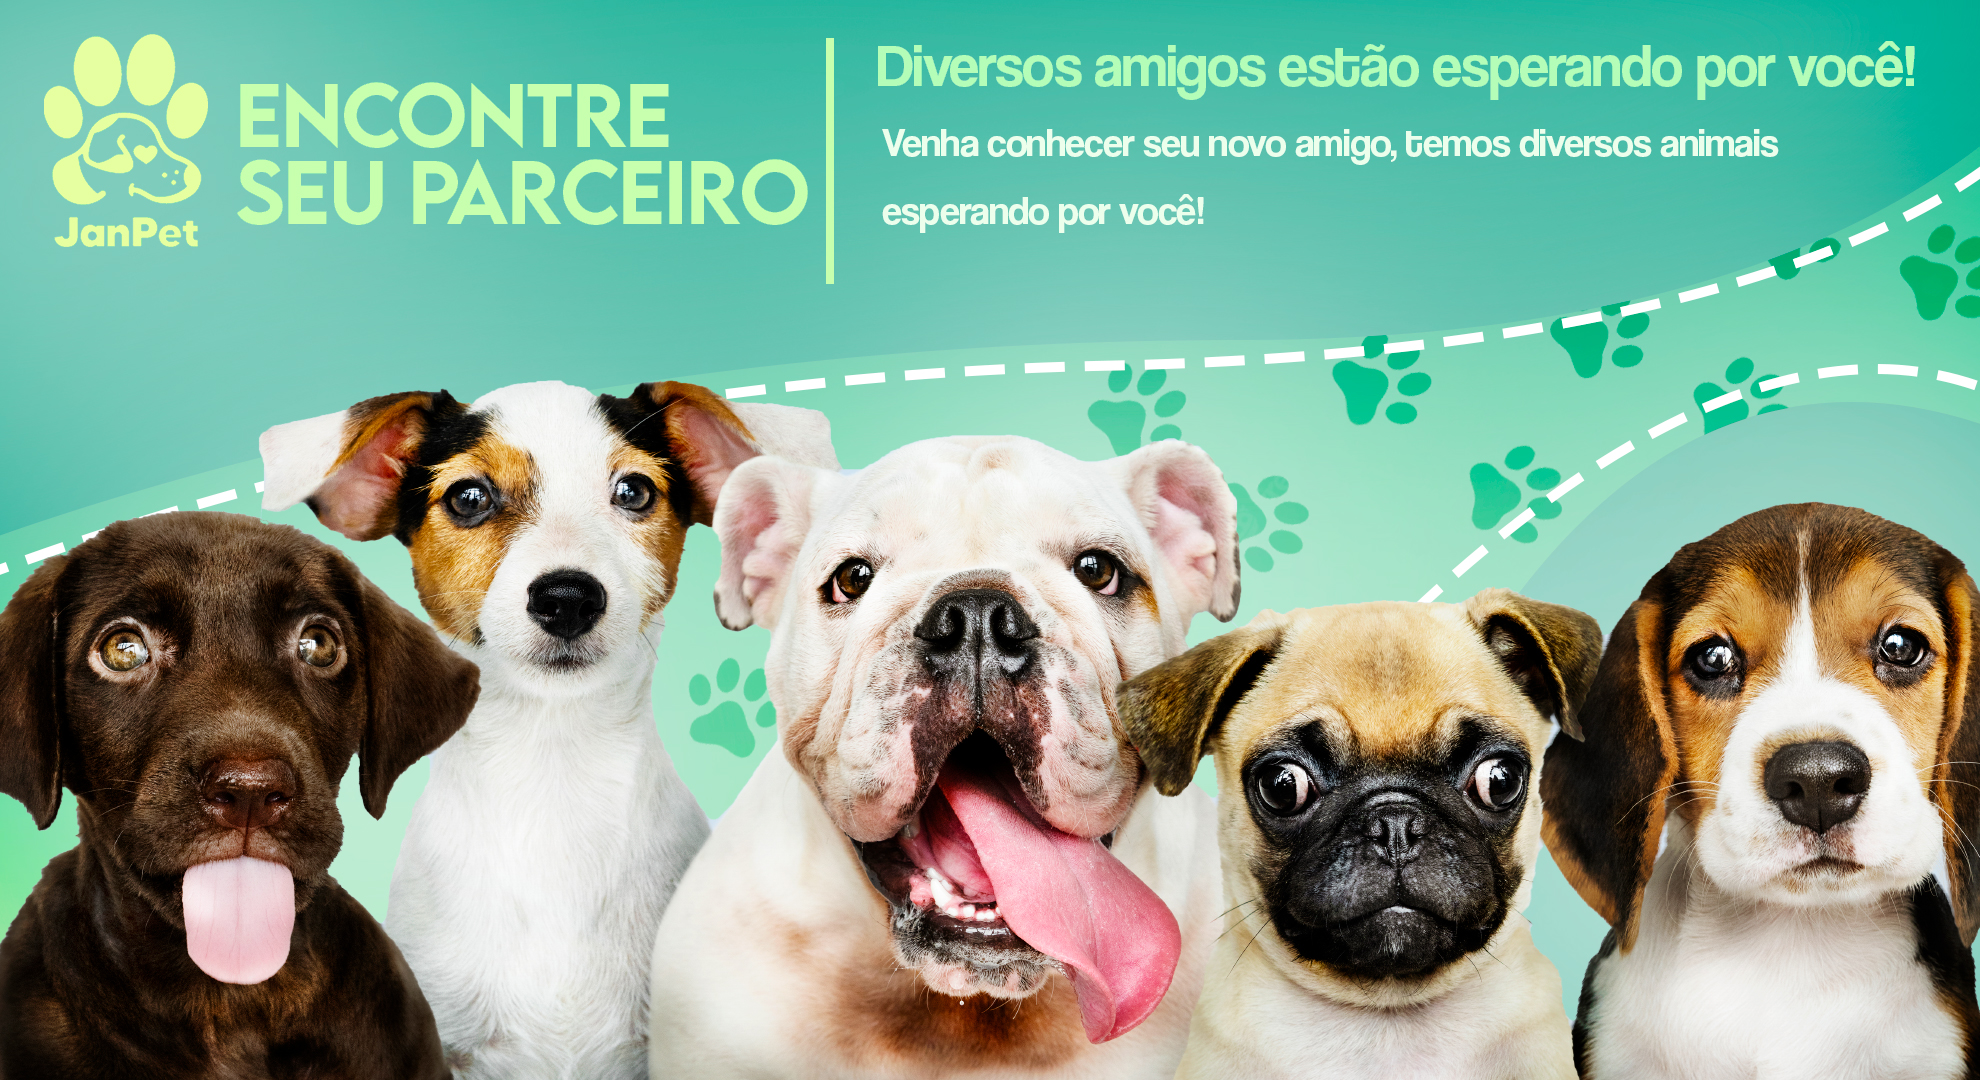 JanPet
ENCONTRE
SEU PARCEIRO
Diversos amigos estão esperando por você!
Venha conhecer seu novo amigo, temos diversos animais
esperando por você!